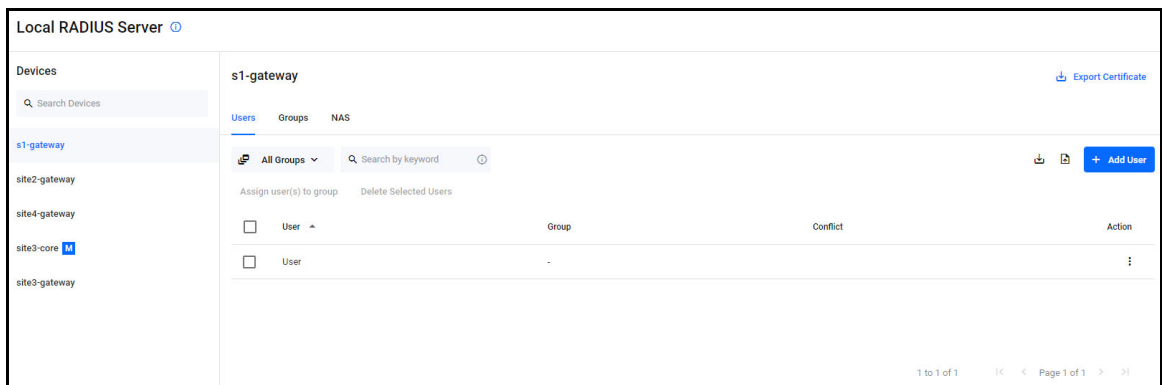 Local RADIUS Server
Devices
Search Devices
s1-gateway
site2-gateway
site4-gateway
site3-core M
site3-gateway
s1-gateway
Export Certificate
Users Groups NAS
All Groups Search by keyword
+ Add User
Assign user(s) to group Delete Selected Users
User Group Conflict Action
User -
1 to 1 of 1 Page 1 of 1